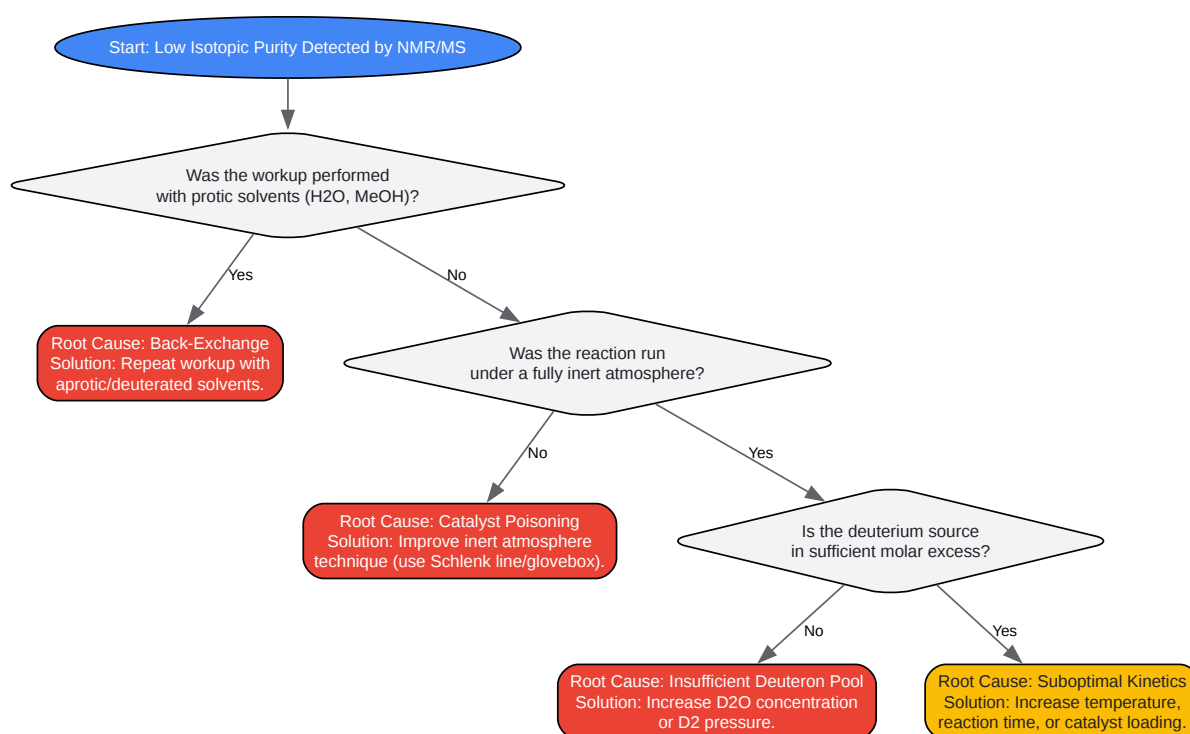 Start: Low Isotopic Purity Detected by NMR/MS
Was the workup performed
with protic solvents (H2O, MeOH)?
Yes
No
Root Cause: Back-Exchange
Solution: Repeat workup with
aprotic/deuterated solvents.
Was the reaction run
under a fully inert atmosphere?
No
Yes
Root Cause: Catalyst Poisoning
Solution: Improve inert atmosphere
technique (use Schlenk line/glovebox).
Is the deuterium source
in sufficient molar excess?
No
Yes
Root Cause: Insufficient Deuteron Pool
Solution: Increase D2O concentration
or D2 pressure.
Root Cause: Suboptimal Kinetics
Solution: Increase temperature,
reaction time, or catalyst loading.